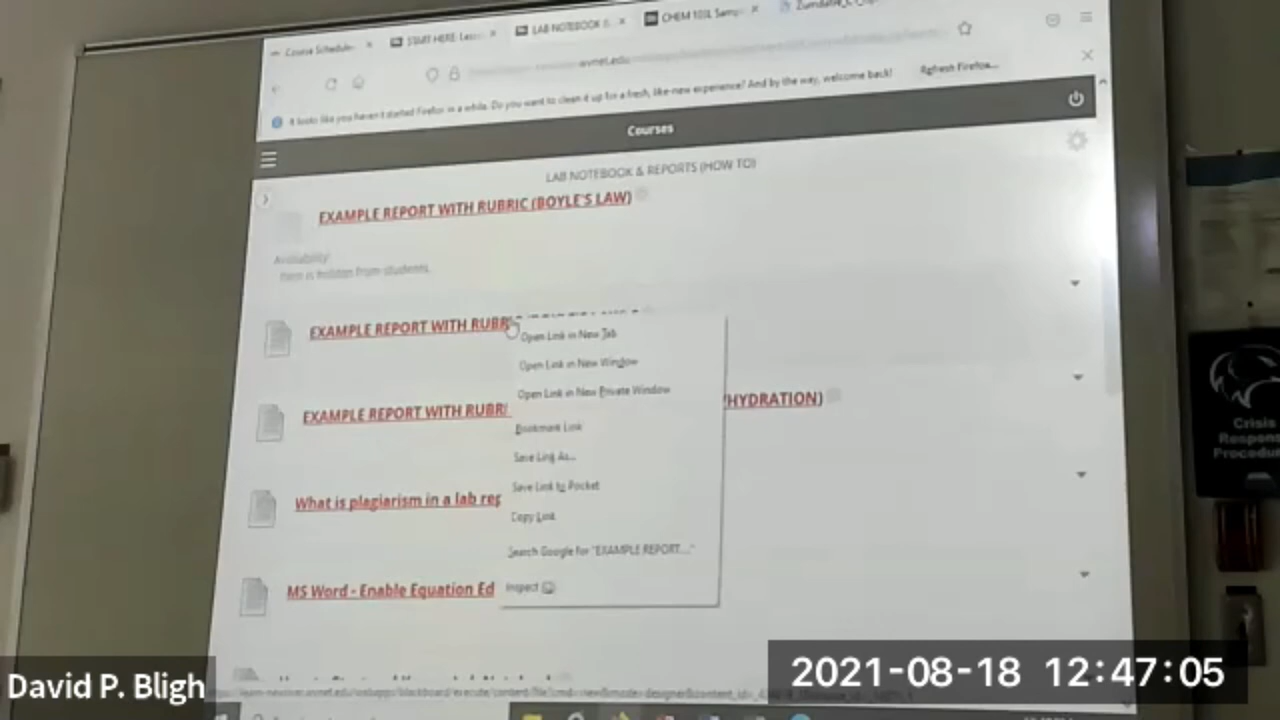 Course Schedule
START HERE:
LAB NOTEBOOK &
CHEM 103L
wvnet.edu
It looks like you haven't started Firefox in a while. Do you want to clean it up for a fresh, like-new experience? And by the way, welcome back!
Refresh Firefox...
Courses
LAB NOTEBOOK & REPORTS (HOW TO)
EXAMPLE REPORT WITH RUBRIC (BOYLE'S LAW)
Availability:
Item is hidden from students.
EXAMPLE REPORT WITH RUBR
Open Link in New Tab
Open Link in New Window
Open Link in New Private Window
EXAMPLE REPORT WITH RUBRI
HYDRATION)
Bookmark Link
Save Link As...
Save Link to Pocket
What is plagiarism in a lab rep
Copy Link
Search Google for "EXAMPLE REPORT..."
MS Word - Enable Equation Ed
Inspect
Crisis
Respon
Procedur
David P. Bligh
2021-08-18 12:47:05